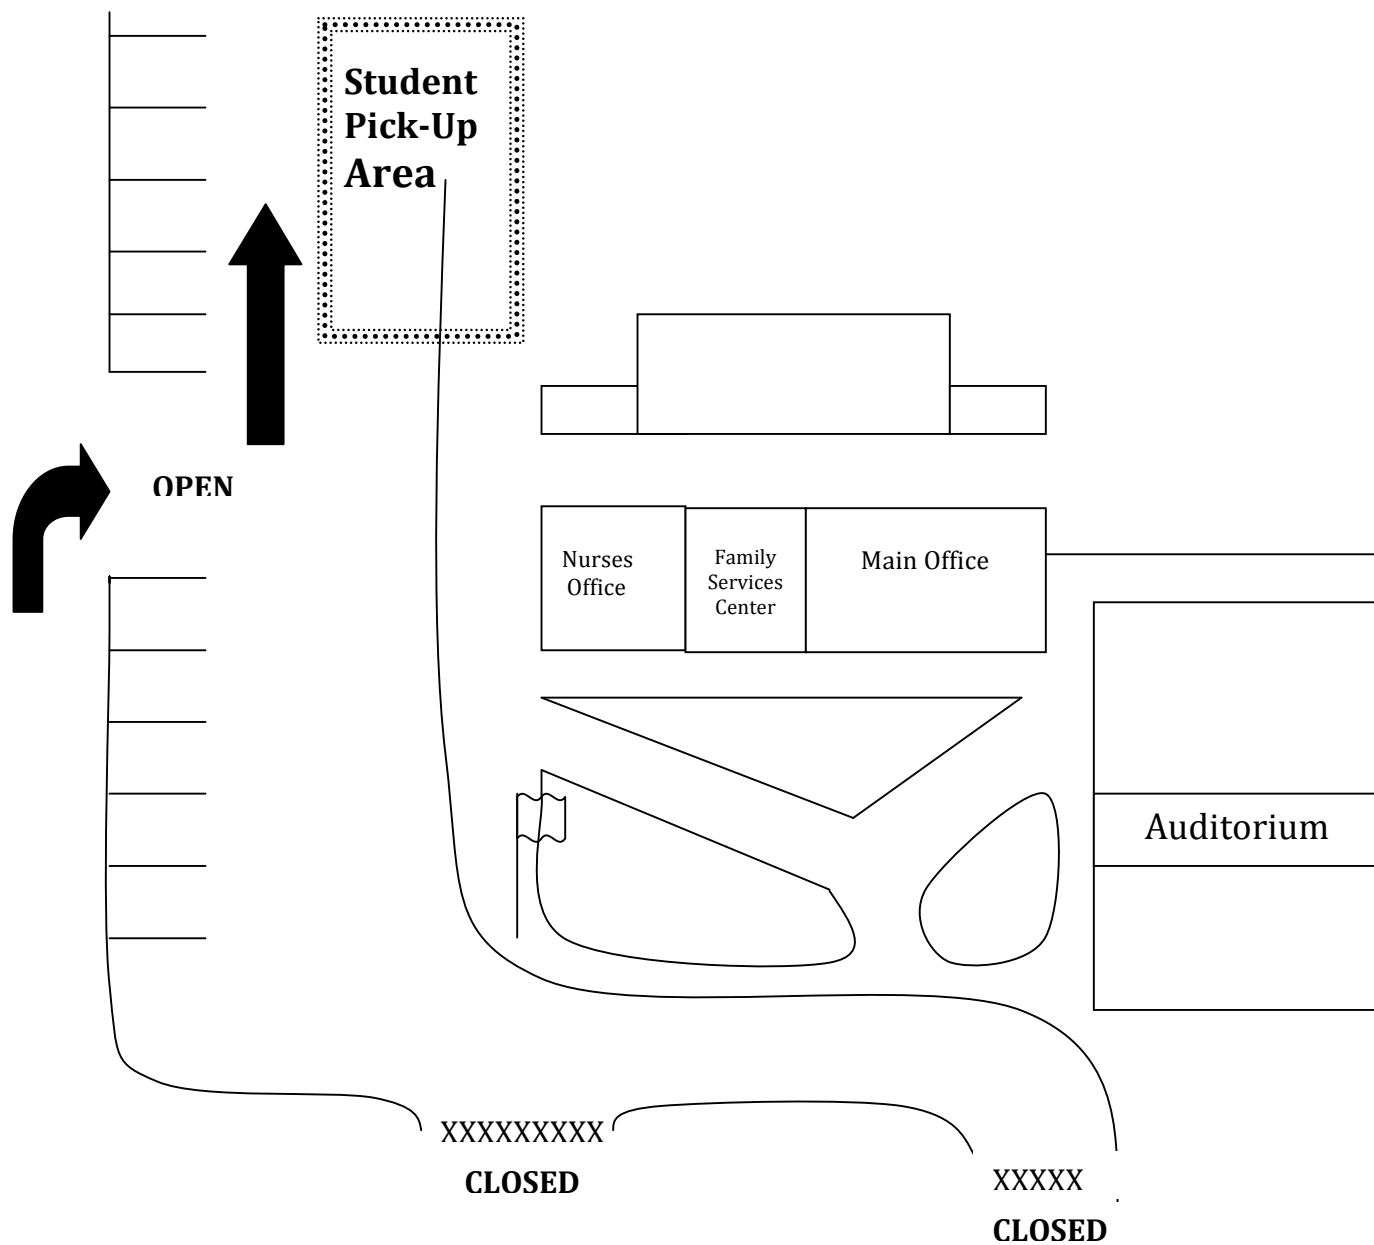 Student
Pick-Up
Area
OPEN
Nurses
Office
Family
Services
Center
Main Office
Auditorium
XXXXXXXXX
CLOSED
XXXXX
CLOSED